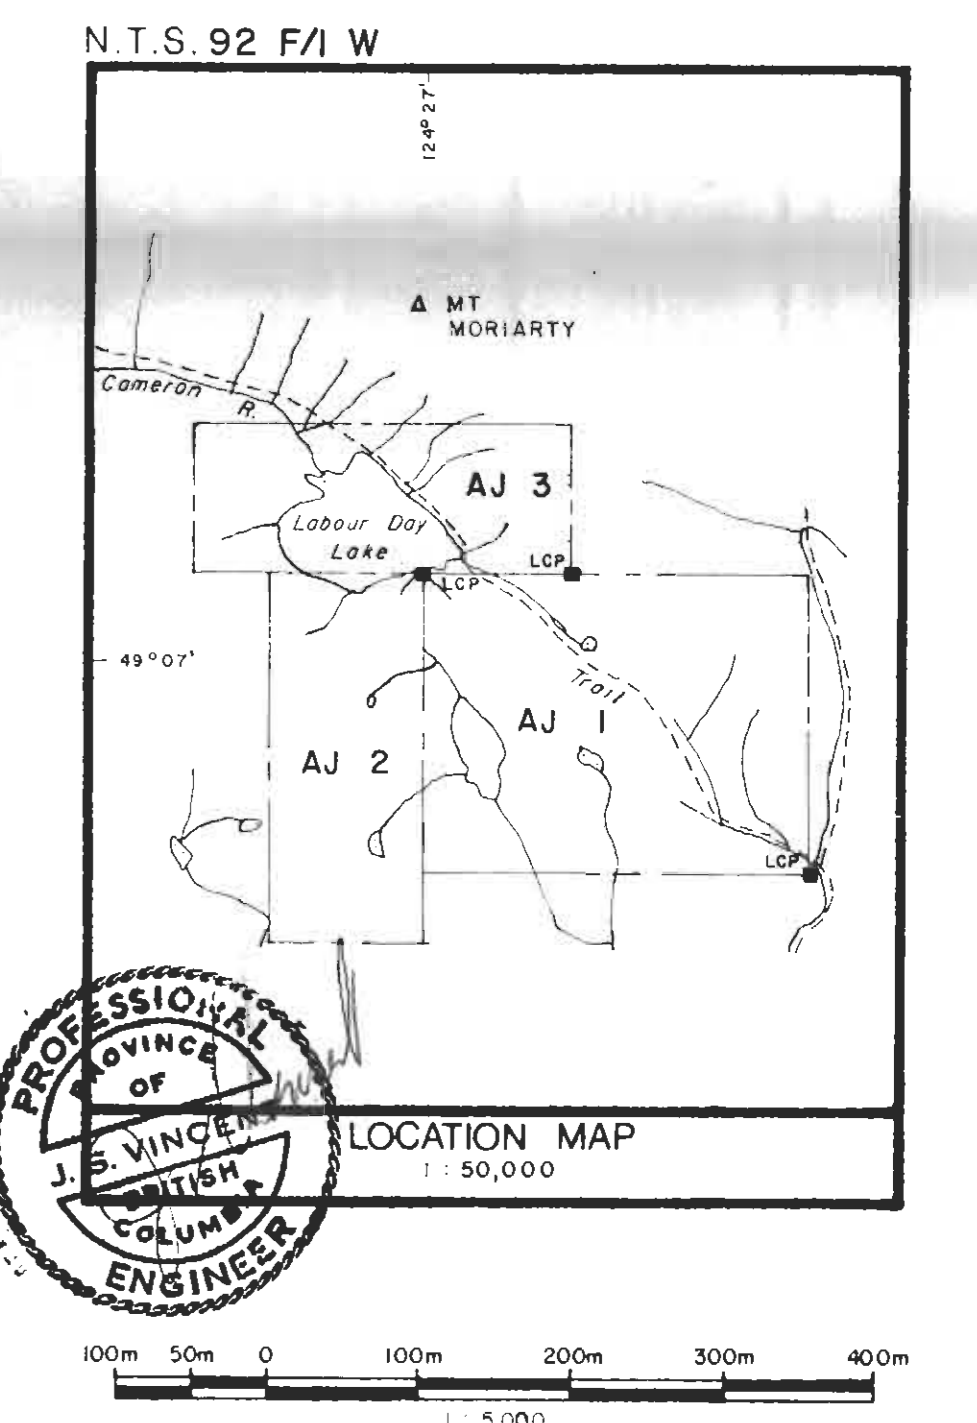 N.T.S. 92 F/1 W
124° 27'
Δ MT
MORIARTY
Cameron
R.
AJ 3
Labour Day
Lake
LCP
LCP
49°07'
Trail
AJ 1
AJ 2
LCP
PROFESSIONAL
PROVINCE
OF
J. S. VINCENT
BRITISH
COLUMBIA
ENGINEER
LOCATION MAP
1 : 50,000
100m 50m 0 100m 200m 300m 400m
1 : 5,000